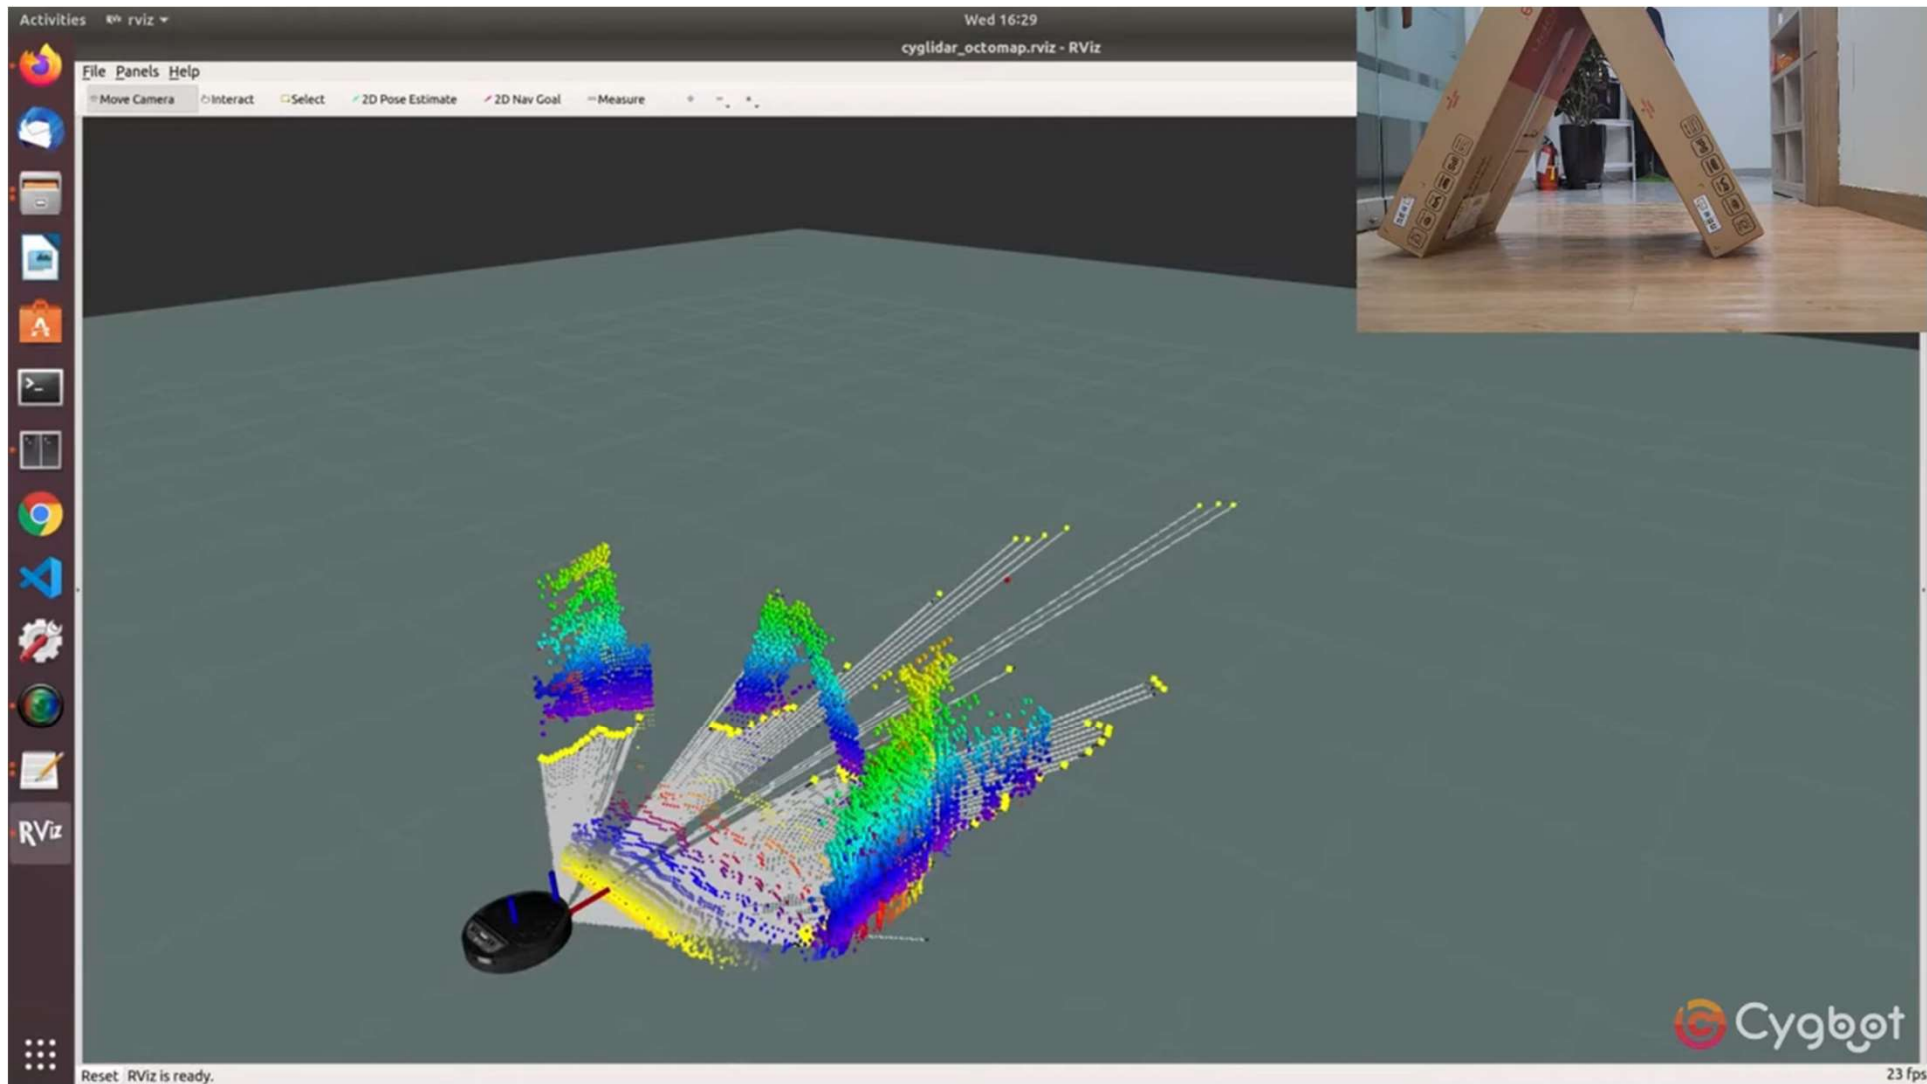 Activities rviz
Wed 16:29
cyglidar_octomap.rviz - RViz
File Panels Help
Move Camera Interact Select 2D Pose Estimate 2D Nav Goal Measure
RViz
Cygbot
Reset RViz is ready.
23 fps